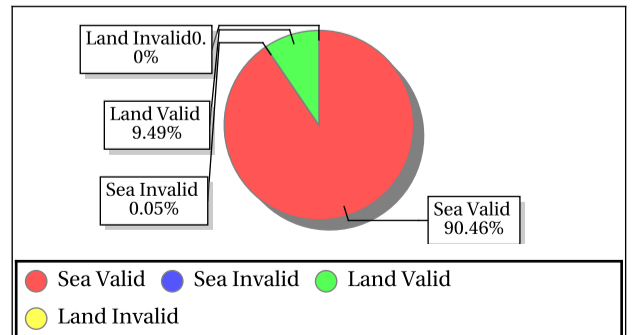 Land Invalid0.
0%
Land Valid
9.49%
Sea Invalid
0.05%
Sea Valid
90.46%
Sea Valid Sea Invalid Land Valid
Land Invalid